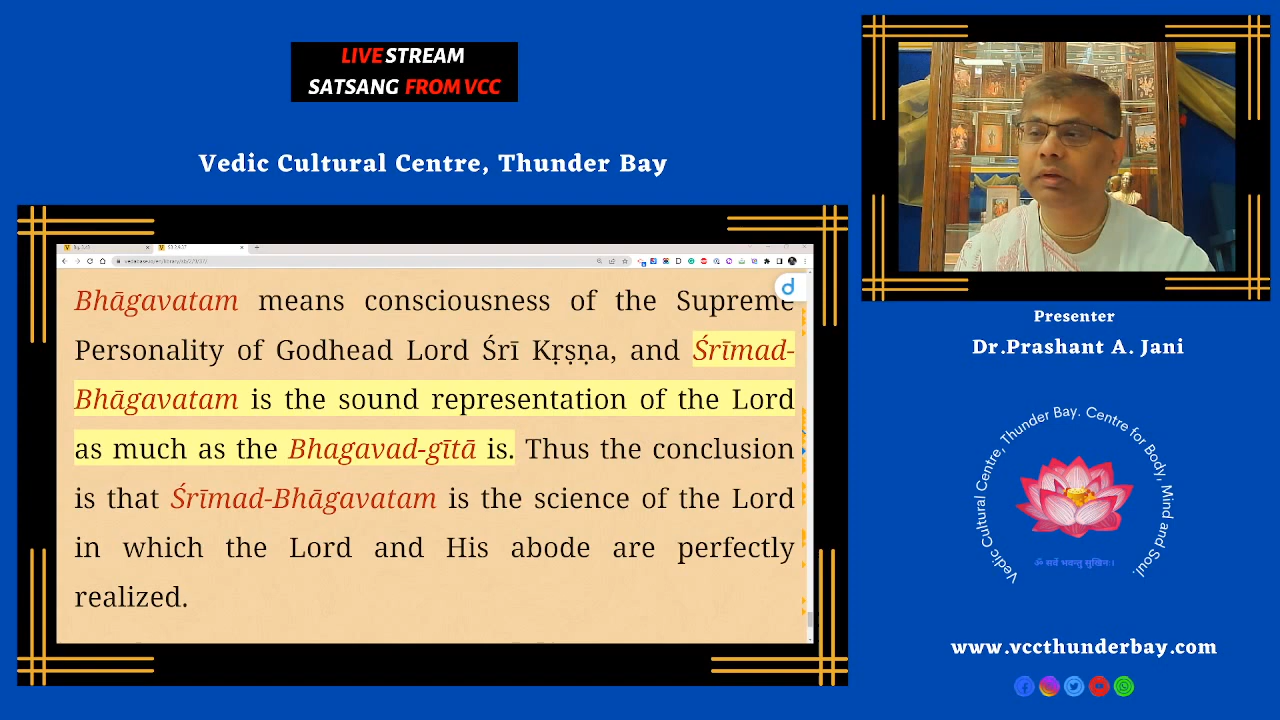 LIVE STREAM
SATSANG FROM VCC
Vedic Cultural Centre, Thunder Bay
Bhāgavatam means consciousness of the Supreme
Personality of Godhead Lord Śrī Kṛṣṇa, and Śrīmad-
Bhāgavatam is the sound representation of the Lord
as much as the Bhagavad-gītā is. Thus the conclusion
is that Śrīmad-Bhāgavatam is the science of the Lord
in which the Lord and His abode are perfectly
realized.
Presenter
Dr.Prashant A. Jani
Vedic Cultural Centre, Thunder Bay. Centre for Body, Mind and Soul.
ॐ सर्वे भवन्तु सुखिनः।
www.vccthunderbay.com